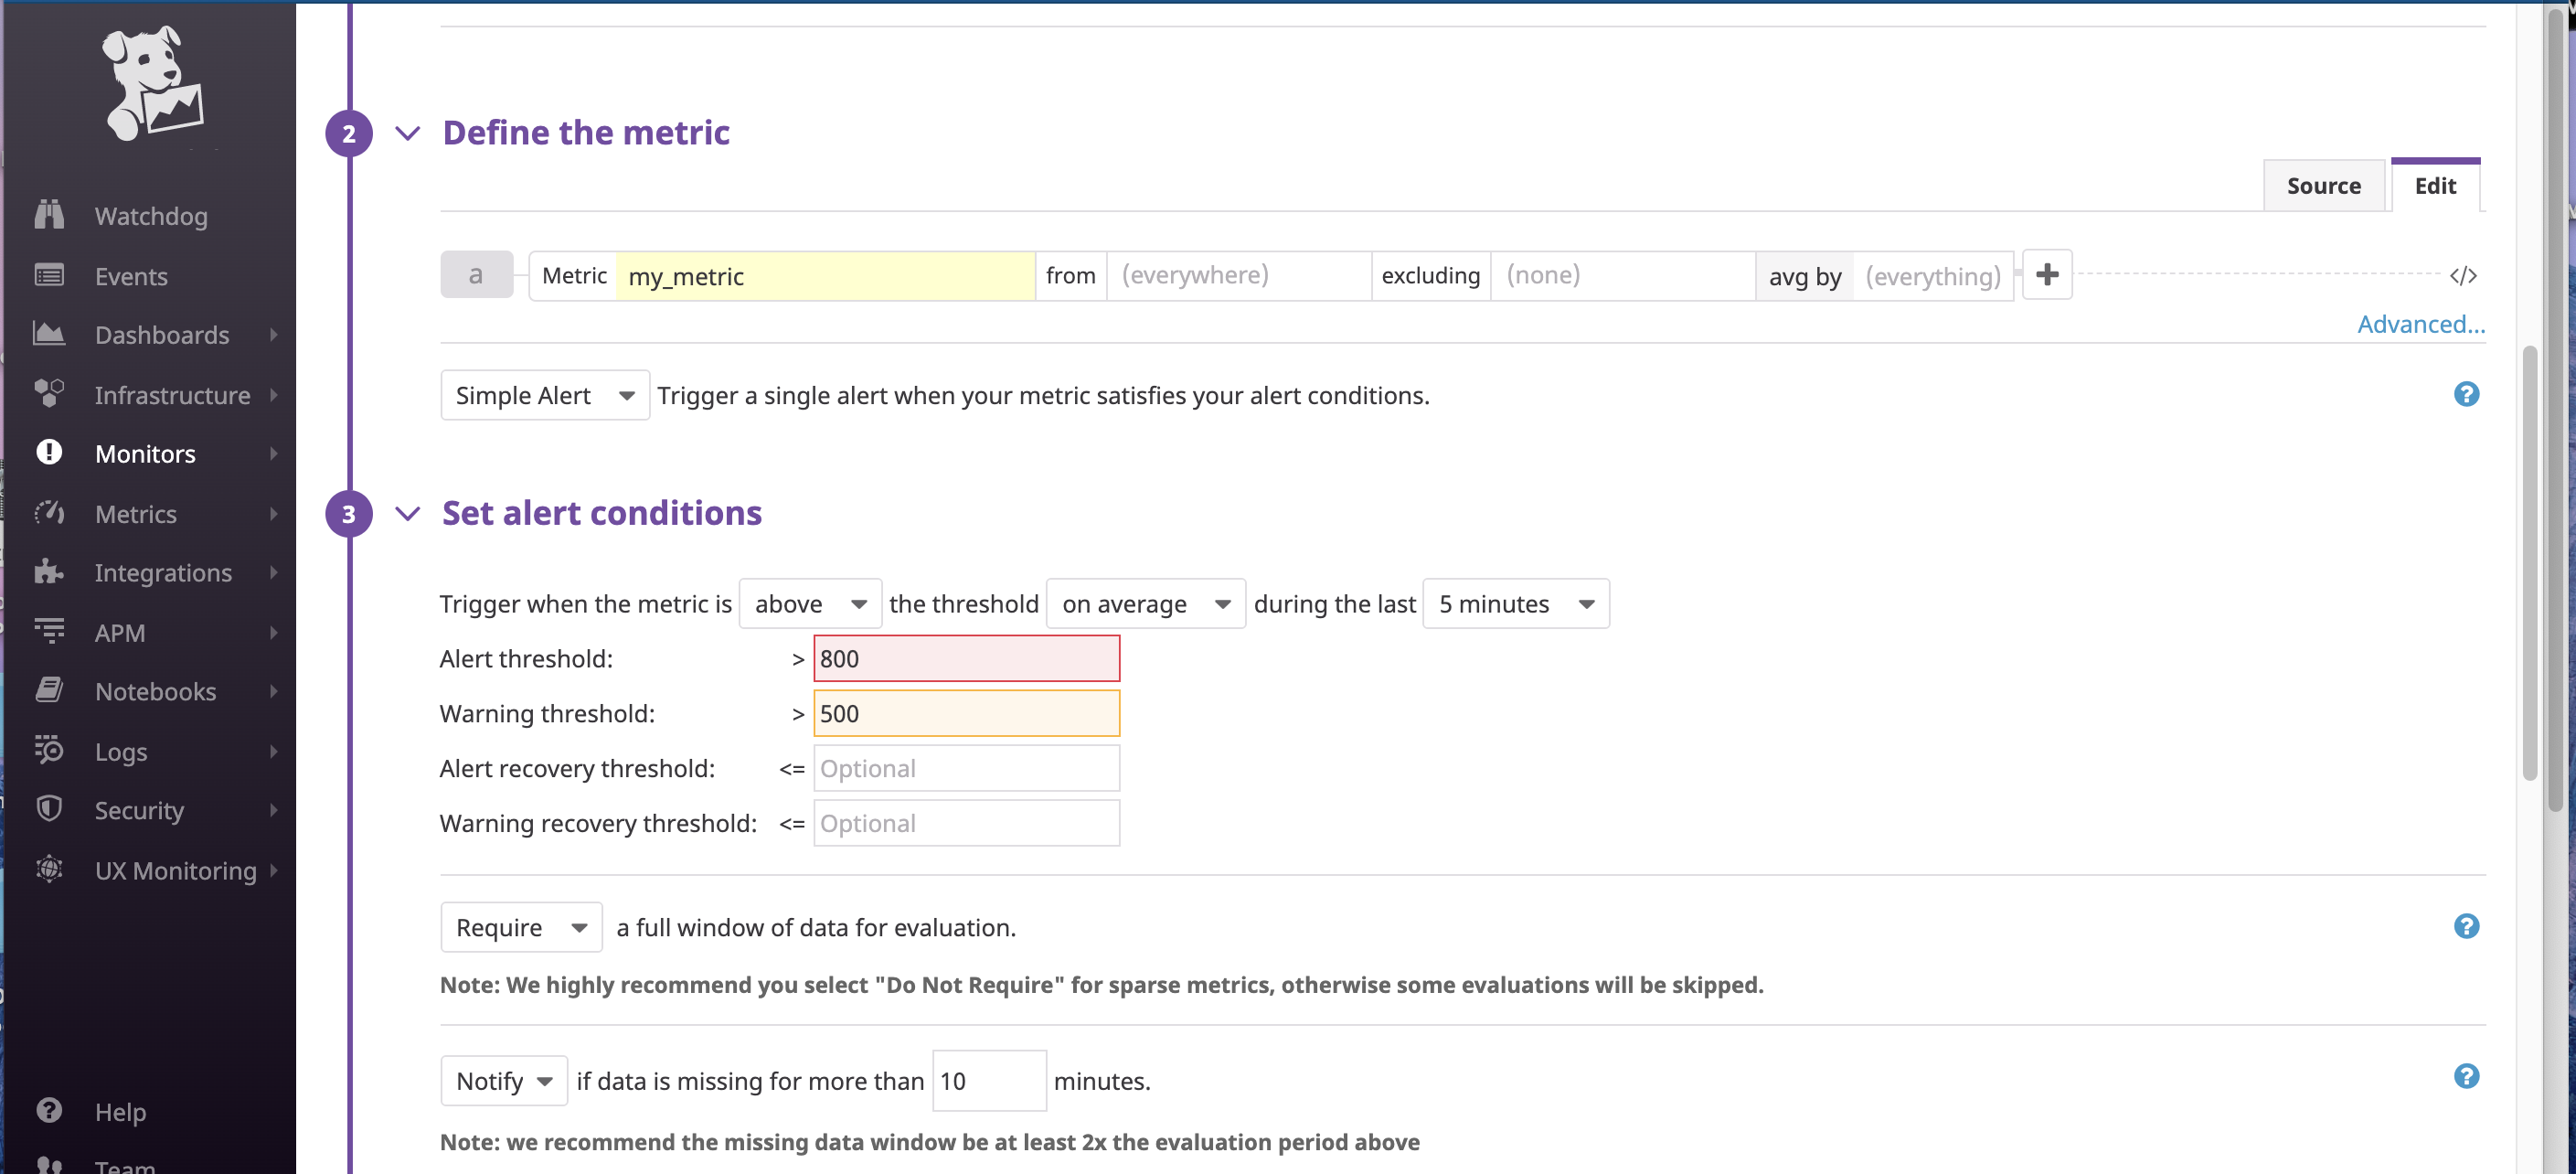 Watchdog
Events
Dashboards
Infrastructure
Monitors
Metrics
Integrations
APM
Notebooks
Logs
Security
UX Monitoring
Help
Team
2 Define the metric
Source Edit
a Metric my_metric from (everywhere) excluding (none) avg by (everything) + </>
Advanced...
Simple Alert Trigger a single alert when your metric satisfies your alert conditions. ?
3 Set alert conditions
Trigger when the metric is above the threshold on average during the last 5 minutes
Alert threshold: > 800
Warning threshold: > 500
Alert recovery threshold: <= Optional
Warning recovery threshold: <= Optional
Require a full window of data for evaluation. ?
Note: We highly recommend you select "Do Not Require" for sparse metrics, otherwise some evaluations will be skipped.
Notify if data is missing for more than 10 minutes. ?
Note: we recommend the missing data window be at least 2x the evaluation period above